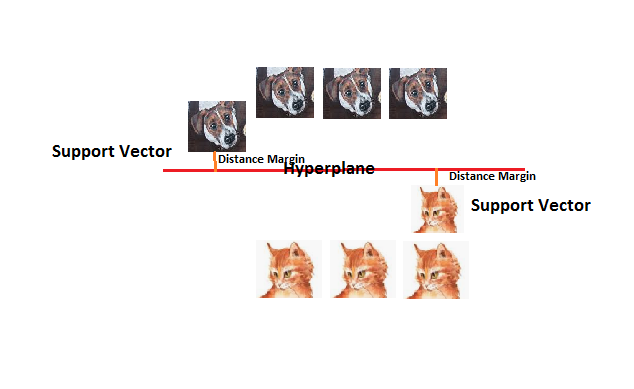 Support Vector
Distance Margin
Hyperplane
Distance Margin
Support Vector